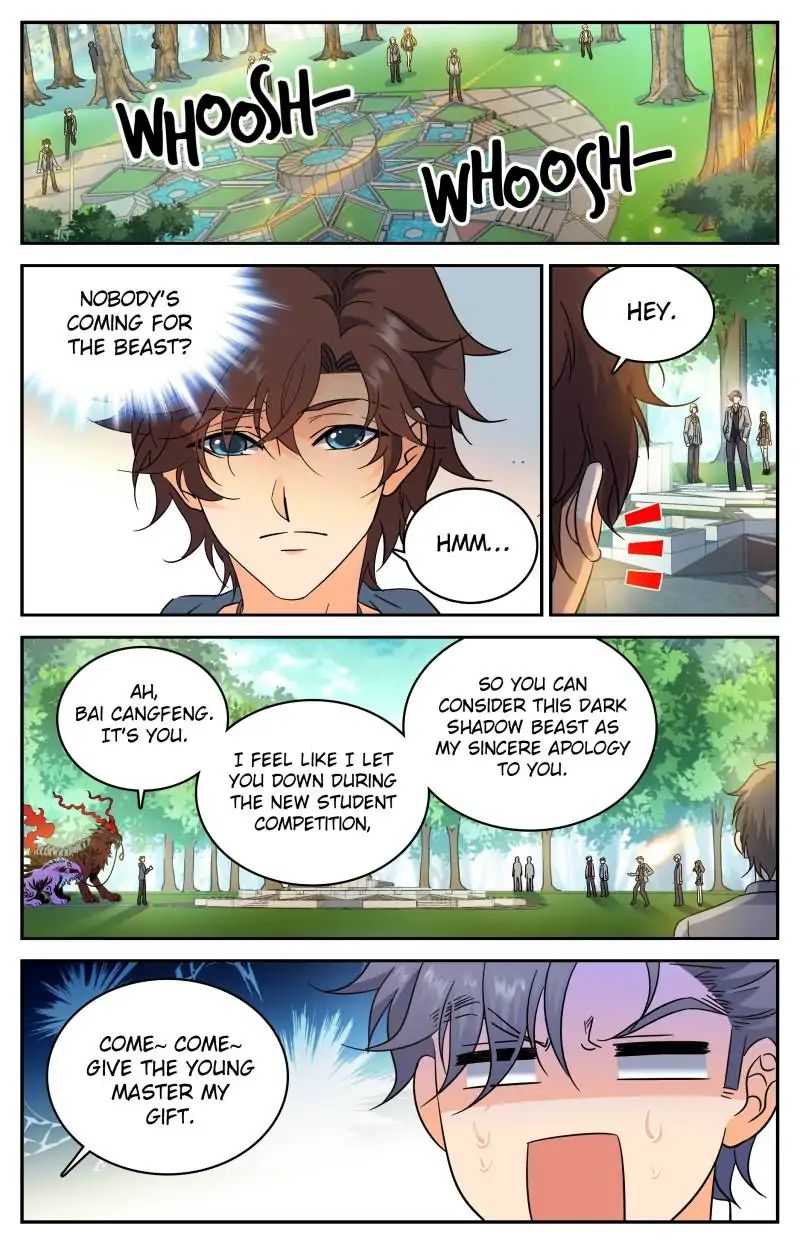 WHOOSH—
WHOOSH—
NOBODY'S
COMING FOR
THE BEAST?
HMM...
HEY.
AH,
BAI CANGFENG.
IT'S YOU.
I FEEL LIKE I LET
YOU DOWN DURING
THE NEW STUDENT
COMPETITION,
SO YOU CAN
CONSIDER THIS DARK
SHADOW BEAST AS
MY SINCERE APOLOGY
TO YOU.
COME~ COME~
GIVE THE YOUNG
MASTER MY
GIFT.